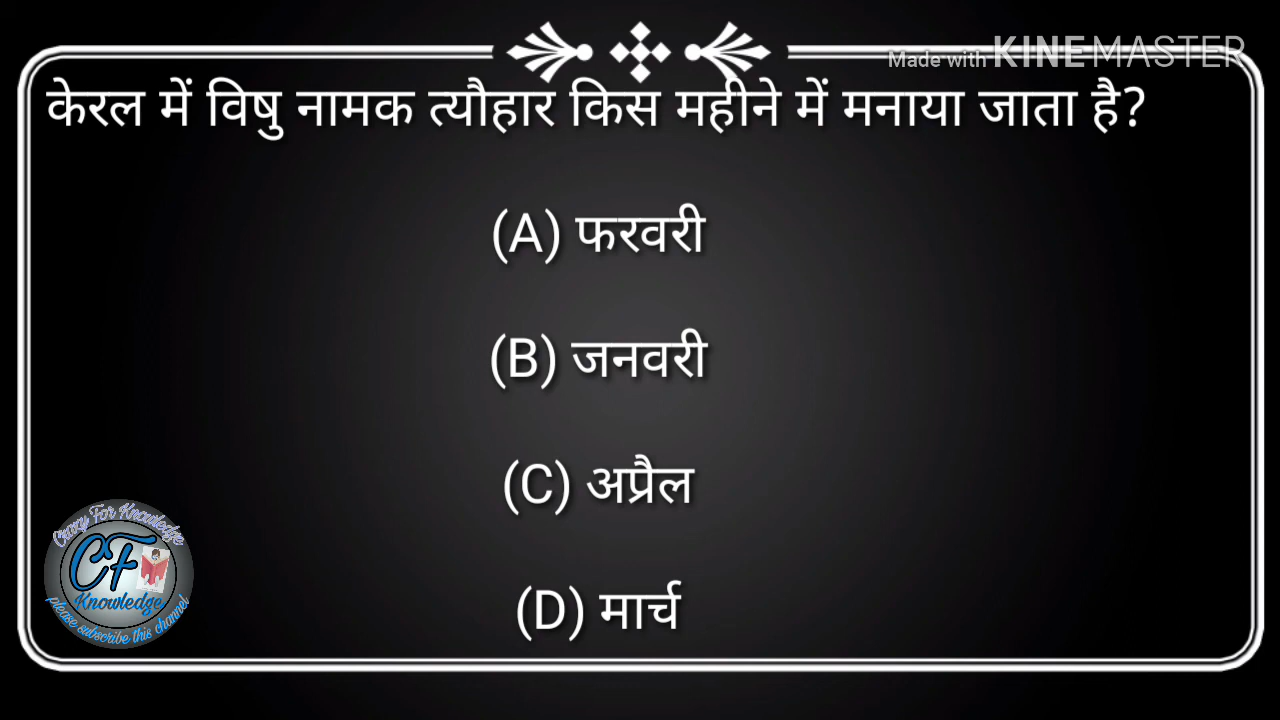 Made with KINEMASTER
केरल में विषु नामक त्यौहार किस महीने में मनाया जाता है?
(A) फरवरी
(B) जनवरी
(C) अप्रैल
(D) मार्च
Crazy For Knowledge
CF
Knowledge
please subscribe this channel